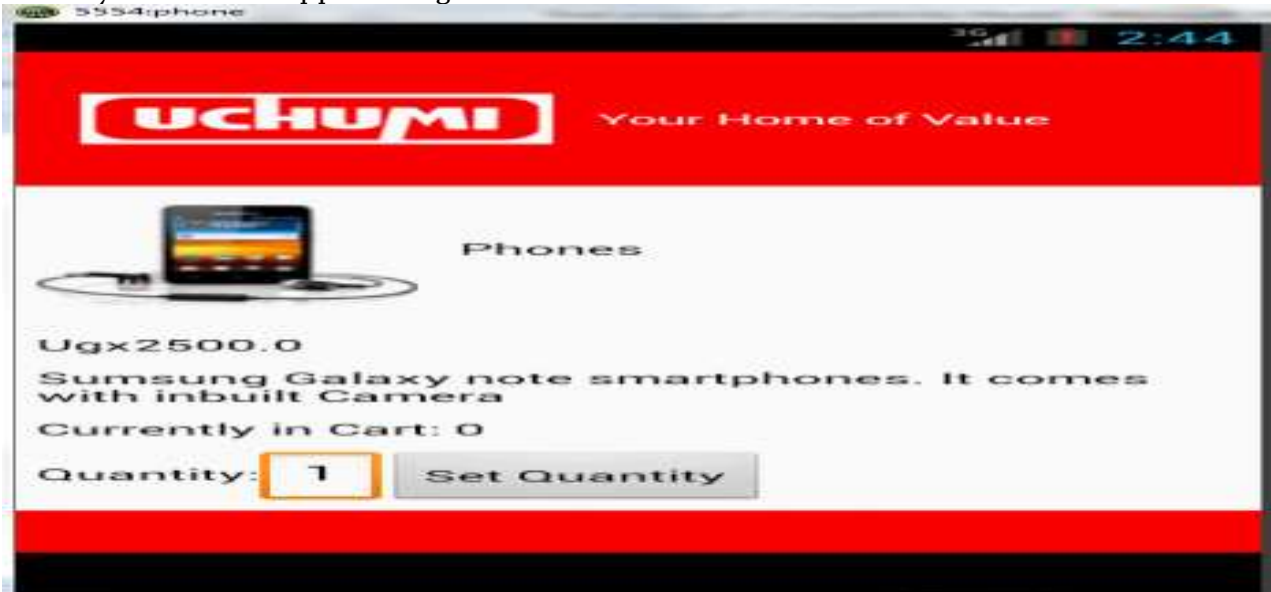 5554:phone
3G 2:44
UCHUMI Your Home of Value
Phones
Ugx2500.0
Sumsung Galaxy note smartphones. It comes
with inbuilt Camera
Currently in Cart: 0
Quantity: 1 Set Quantity